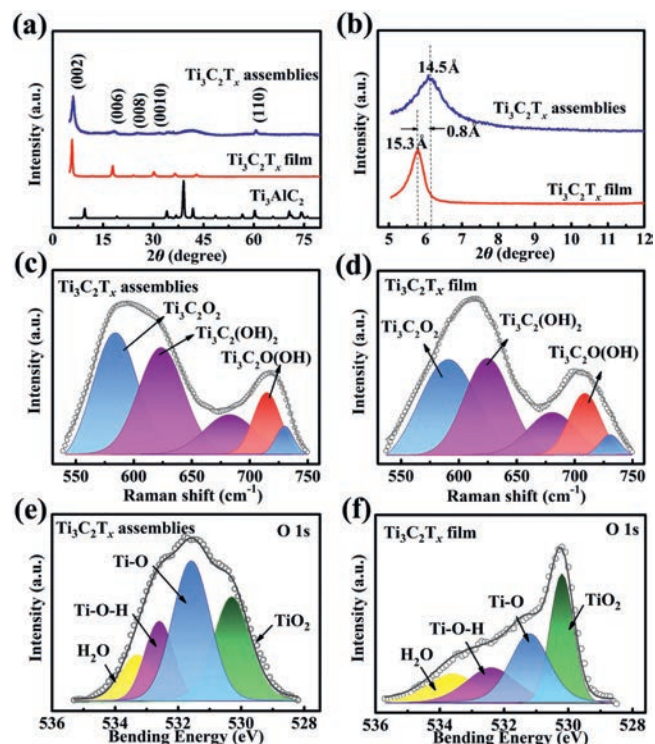 (a)
Intensity (a.u.)
(002)
(006)
(008)
(0010)
(110)
Ti₃C₂Tₓ assemblies
Ti₃C₂Tₓ film
Ti₃AlC₂
0 20 40 60
2θ (degree)
(b)
Intensity (a.u.)
14.5Å
Ti₃C₂Tₓ assemblies
15.3Å
0.8Å
Ti₃C₂Tₓ film
5 6 7 8 9 10 11 12
2θ (degree)
(c)
Intensity (a.u.)
Ti₃C₂Tₓ assemblies
Ti₃C₂O₂
Ti₃C₂(OH)₂
Ti₃C₂O(OH)
550 600 650 700 750
Raman shift (cm⁻¹)
(d)
Intensity (a.u.)
Ti₃C₂Tₓ film
Ti₃C₂O₂
Ti₃C₂(OH)₂
Ti₃C₂O(OH)
550 600 650 700 750
Raman shift (cm⁻¹)
(e)
Intensity (a.u.)
Ti₃C₂Tₓ assemblies
O 1s
Ti-O
Ti-O-H
TiO₂
H₂O
536 534 532 530 528
Bending Energy (eV)
(f)
Intensity (a.u.)
Ti₃C₂Tₓ film
O 1s
Ti-O
TiO₂
Ti-O-H
H₂O
536 534 532 530 528
Bending Energy (eV)